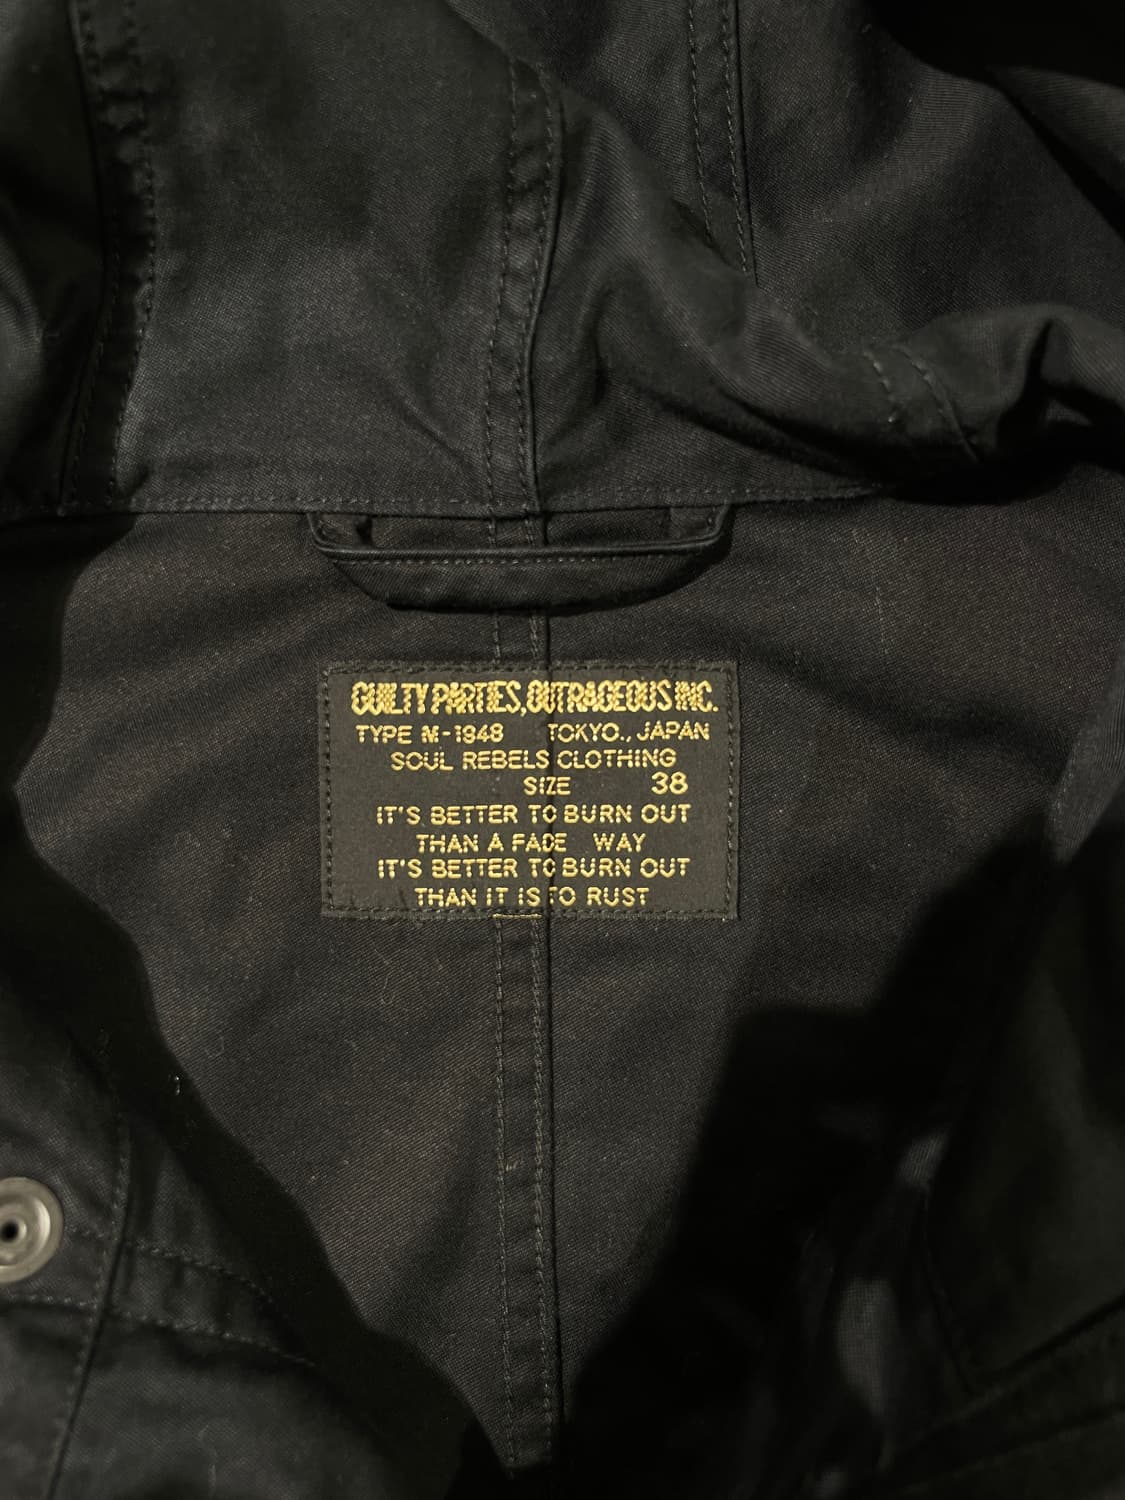 GUILTY PARTIES, OUTRAGEOUS INC.
TYPE M-1948 TOKYO., JAPAN
SOUL REBELS CLOTHING
SIZE 38
IT'S BETTER TO BURN OUT
THAN A FADE WAY
IT'S BETTER TO BURN OUT
THAN IT IS TO RUST